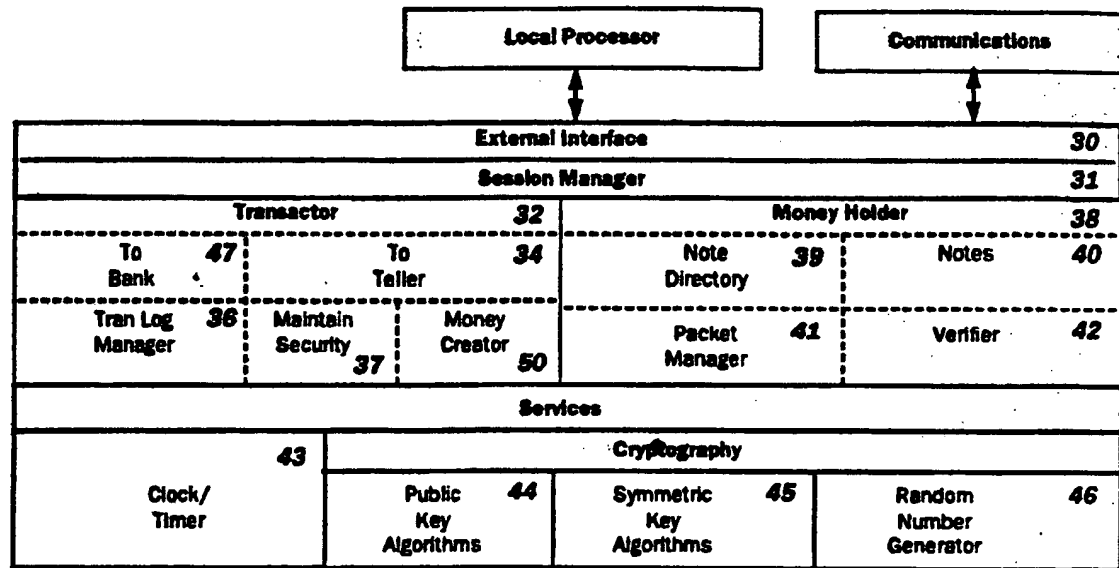 Local Processor
Communications
External Interface 30
Session Manager 31
Transactor 32
Money Holder 38
To Bank 47
To Teller 34
Note Directory 39
Notes 40
Tran Log Manager 36
Maintain Security 37
Money Creator 50
Packet Manager 41
Verifier 42
Services
43
Clock/
Timer
Cryptography
Public 44
Key
Algorithms
Symmetric 45
Key
Algorithms
Random 46
Number
Generator